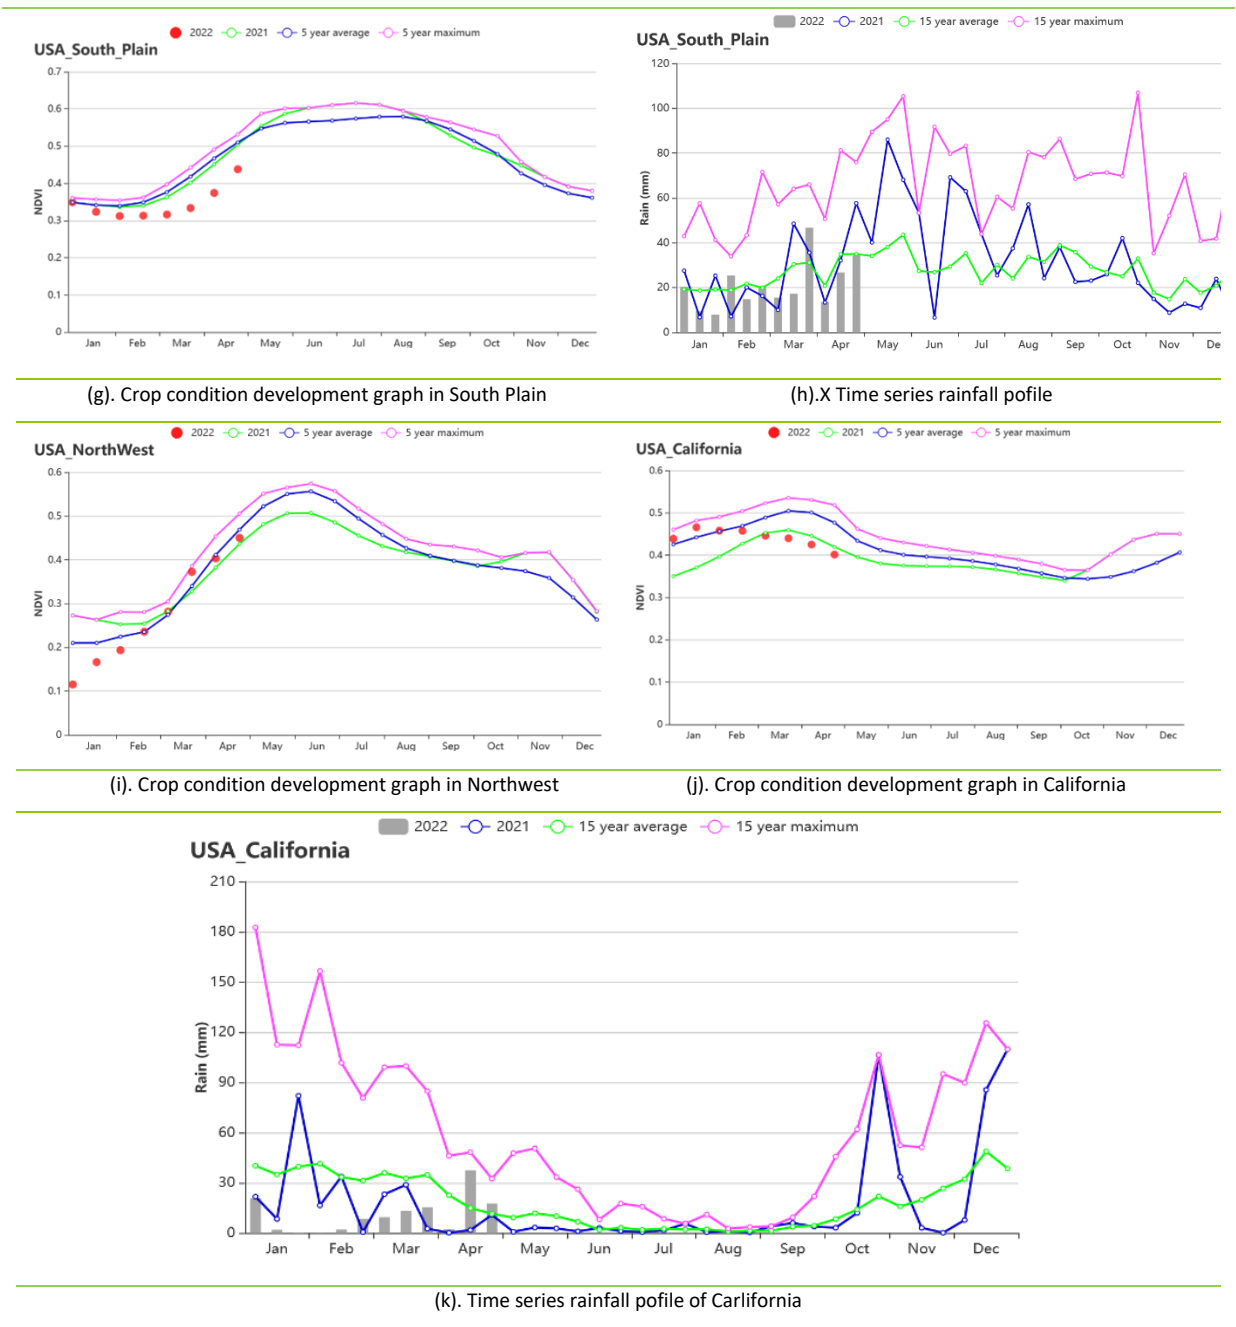 2022 2021 5 year average 5 year maximum
USA_South_Plain
NDVI
0.7
0.6
0.5
0.4
0.3
0.2
0.1
0
Jan Feb Mar Apr May Jun Jul Aug Sep Oct Nov Dec
2022 2021 15 year average 15 year maximum
USA_South_Plain
Rain (mm)
120
100
80
60
40
20
0
Jan Feb Mar Apr May Jun Jul Aug Sep Oct Nov De
(g). Crop condition development graph in South Plain
(h).X Time series rainfall pofile
2022 2021 5 year average 5 year maximum
USA_NorthWest
NDVI
0.6
0.5
0.4
0.3
0.2
0.1
0
Jan Feb Mar Apr May Jun Jul Aug Sep Oct Nov Dec
2022 2021 5 year average 5 year maximum
USA_California
NDVI
0.6
0.5
0.4
0.3
0.2
0.1
0
Jan Feb Mar Apr May Jun Jul Aug Sep Oct Nov Dec
(i). Crop condition development graph in Northwest
(j). Crop condition development graph in California
2022 2021 15 year average 15 year maximum
USA_California
Rain (mm)
210
180
150
120
90
60
30
0
Jan Feb Mar Apr May Jun Jul Aug Sep Oct Nov Dec
(k). Time series rainfall pofile of Carlifornia